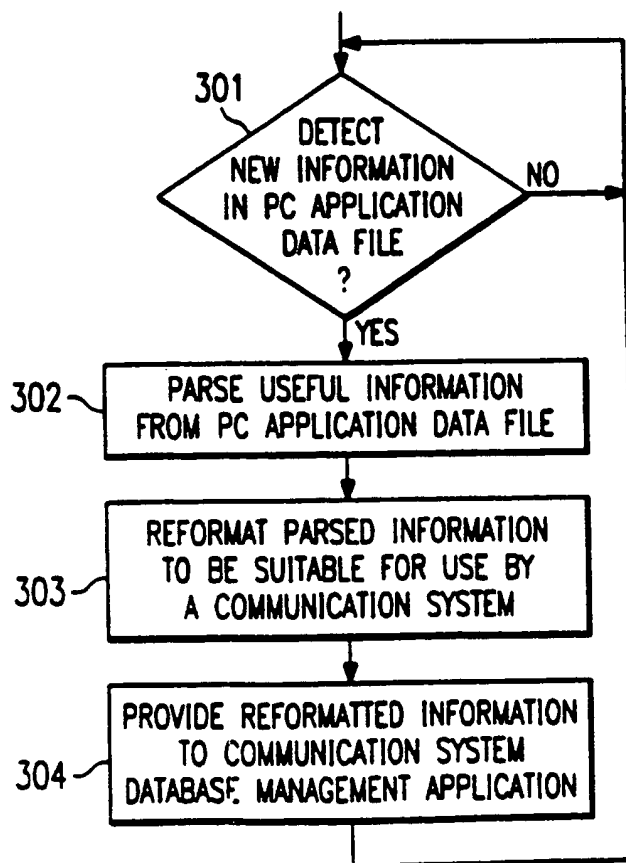 301
DETECT
NEW INFORMATION
IN PC APPLICATION
DATA FILE
?
NO
YES
302
PARSE USEFUL INFORMATION
FROM PC APPLICATION DATA FILE
303
REFORMAT PARSED INFORMATION
TO BE SUITABLE FOR USE BY
A COMMUNICATION SYSTEM
304
PROVIDE REFORMATTED INFORMATION
TO COMMUNICATION SYSTEM
DATABASE MANAGEMENT APPLICATION